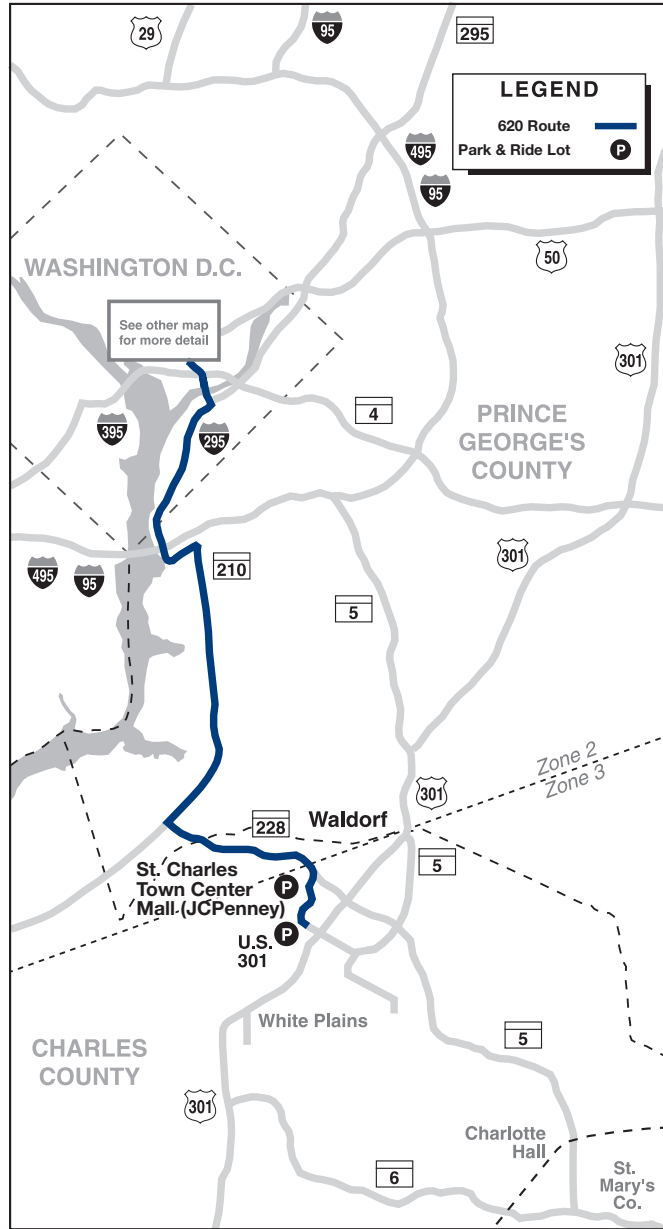 29
95
295
LEGEND
620 Route
Park & Ride Lot
P
495
95
50
WASHINGTON D.C.
See other map
for more detail
301
4
395
295
PRINCE
GEORGE'S
COUNTY
301
495
95
210
5
Zone 2
Zone 3
301
228
Waldorf
5
St. Charles
Town Center
Mall (JCPenney)
P
U.S.
301
P
White Plains
5
CHARLES
COUNTY
301
Charlotte
Hall
6
St.
Mary's
Co.